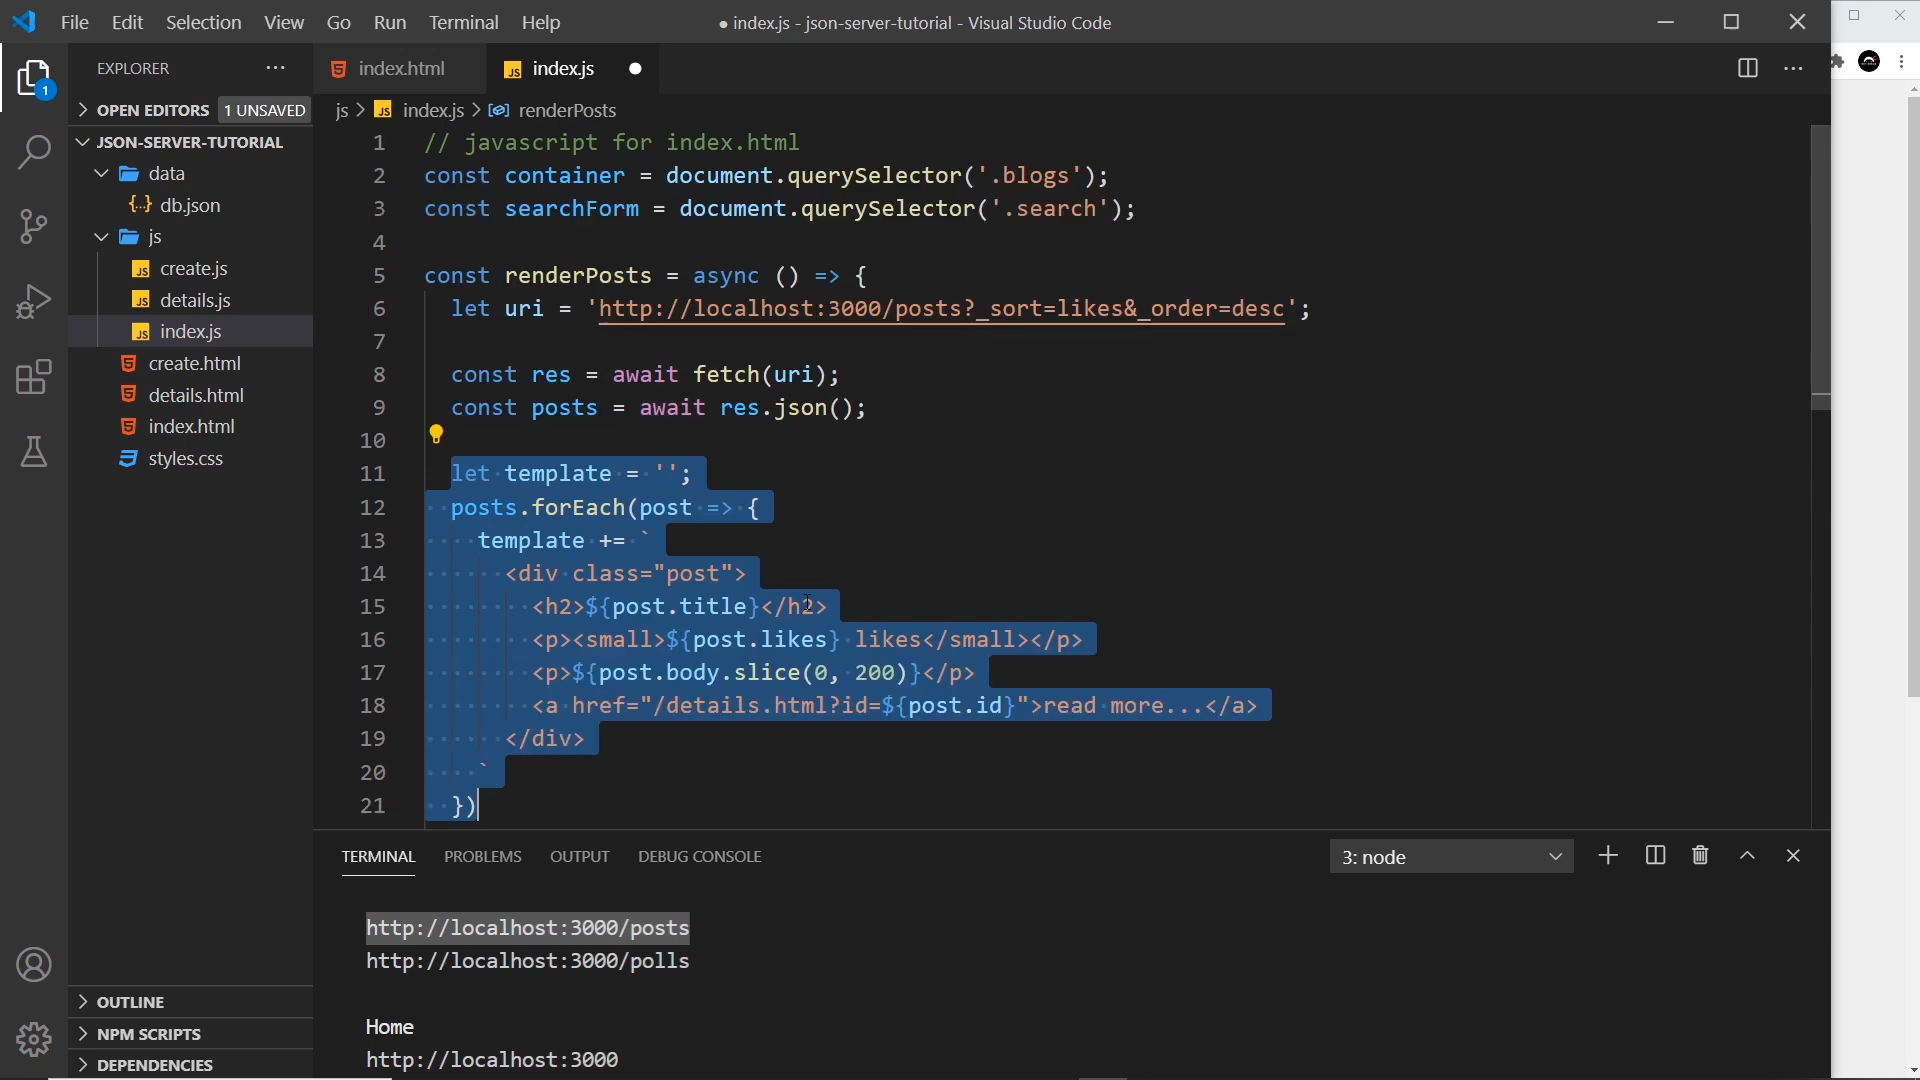 File Edit Selection View Go Run Terminal Help
● index.js - json-server-tutorial - Visual Studio Code
EXPLORER
OPEN EDITORS 1 UNSAVED
JSON-SERVER-TUTORIAL
data
db.json
js
create.js
details.js
index.js
create.html
details.html
index.html
styles.css
OUTLINE
NPM SCRIPTS
DEPENDENCIES
1
index.html
JS index.js
js > JS index.js > renderPosts
1 // javascript for index.html
2 const container = document.querySelector('.blogs');
3 const searchForm = document.querySelector('.search');
4
5 const renderPosts = async () => {
6 let uri = 'http://localhost:3000/posts?_sort=likes&_order=desc';
7
8 const res = await fetch(uri);
9 const posts = await res.json();
10
11 let template = '';
12 posts.forEach(post => {
13 template += `
14 <div class="post">
15 <h2>${post.title}</h2>
16 <p><small>${post.likes} likes</small></p>
17 <p>${post.body.slice(0, 200)}</p>
18 <a href="/details.html?id=${post.id}">read more...</a>
19 </div>
20 `
21 })
TERMINAL PROBLEMS OUTPUT DEBUG CONSOLE
3: node
http://localhost:3000/posts
http://localhost:3000/polls
Home
http://localhost:3000